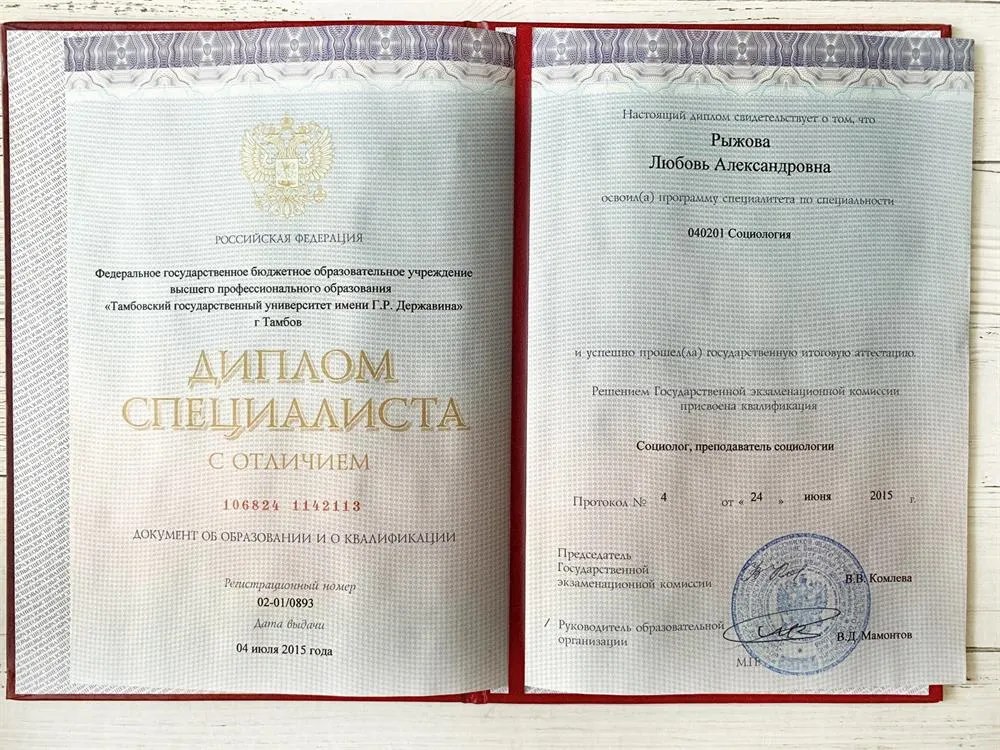 РОССИЙСКАЯ ФЕДЕРАЦИЯ
Федеральное государственное бюджетное образовательное учреждение
высшего профессионального образования
«Тамбовский государственный университет имени Г.Р. Державина»
г Тамбов
ДИПЛОМ
СПЕЦИАЛИСТА
С ОТЛИЧИЕМ
106824 1142113
ДОКУМЕНТ ОБ ОБРАЗОВАНИИ И О КВАЛИФИКАЦИИ
Регистрационный номер
02-01/0893
Дата выдачи
04 июля 2015 года
Настоящий диплом свидетельствует о том, что
Рыжова
Любовь Александровна
освоил(а) программу специалитета по специальности
040201 Социология
и успешно прошел(ла) государственную итоговую аттестацию.
Решением Государственной экзаменационной комиссии
присвоена квалификация
Социолог, преподаватель социологии
Протокол № 4 от « 24 » июня 2015 г.
Председатель
Государственной
экзаменационной комиссии В.В. Комлева
/ Руководитель образовательной
организации В.Д. Мамонтов
М.П.